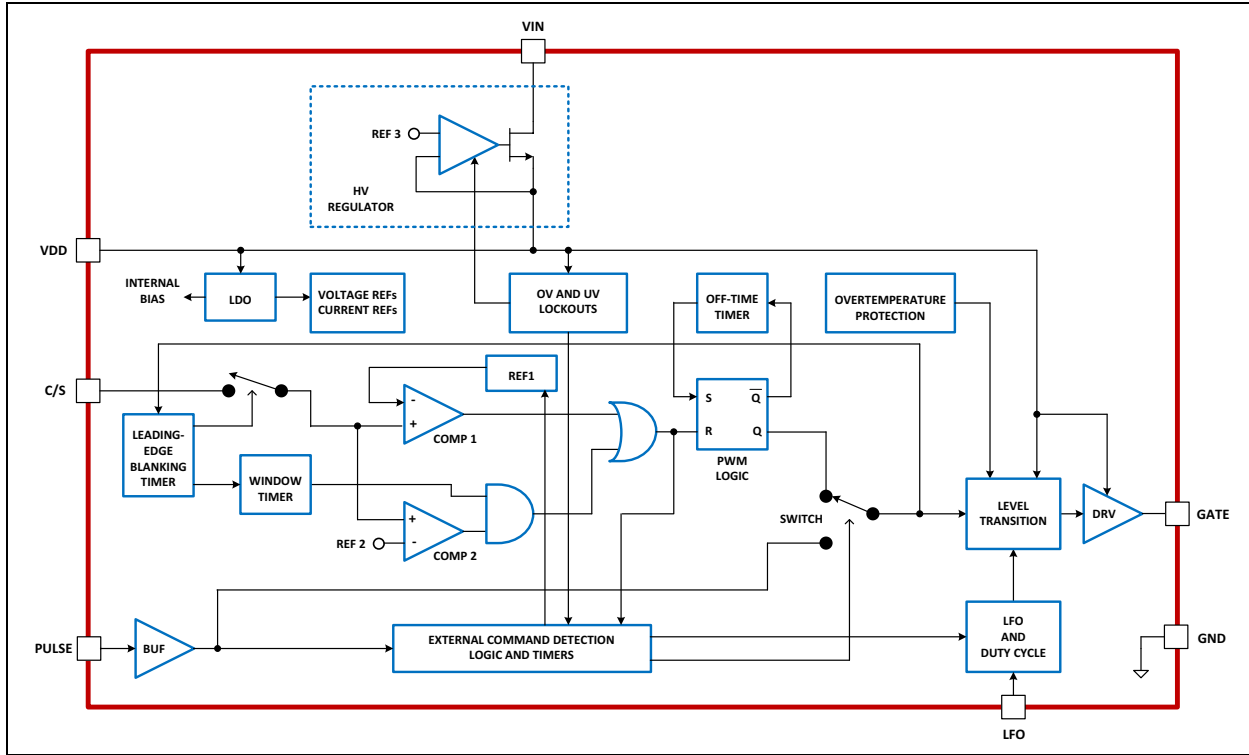 VIN
REF 3
HV
REGULATOR
VDD
INTERNAL
BIAS
LDO
VOLTAGE REFs
CURRENT REFs
OV AND UV
LOCKOUTS
OFF-TIME
TIMER
OVERTEMPERATURE
PROTECTION
C/S
REF1
-
+
COMP 1
S
Q
R
Q
PWM
LOGIC
LEADING-
EDGE
BLANKING
TIMER
WINDOW
TIMER
+
-
REF 2
COMP 2
SWITCH
LEVEL
TRANSITION
DRV
GATE
PULSE
BUF
EXTERNAL COMMAND DETECTION
LOGIC AND TIMERS
LFO
AND
DUTY CYCLE
GND
LFO